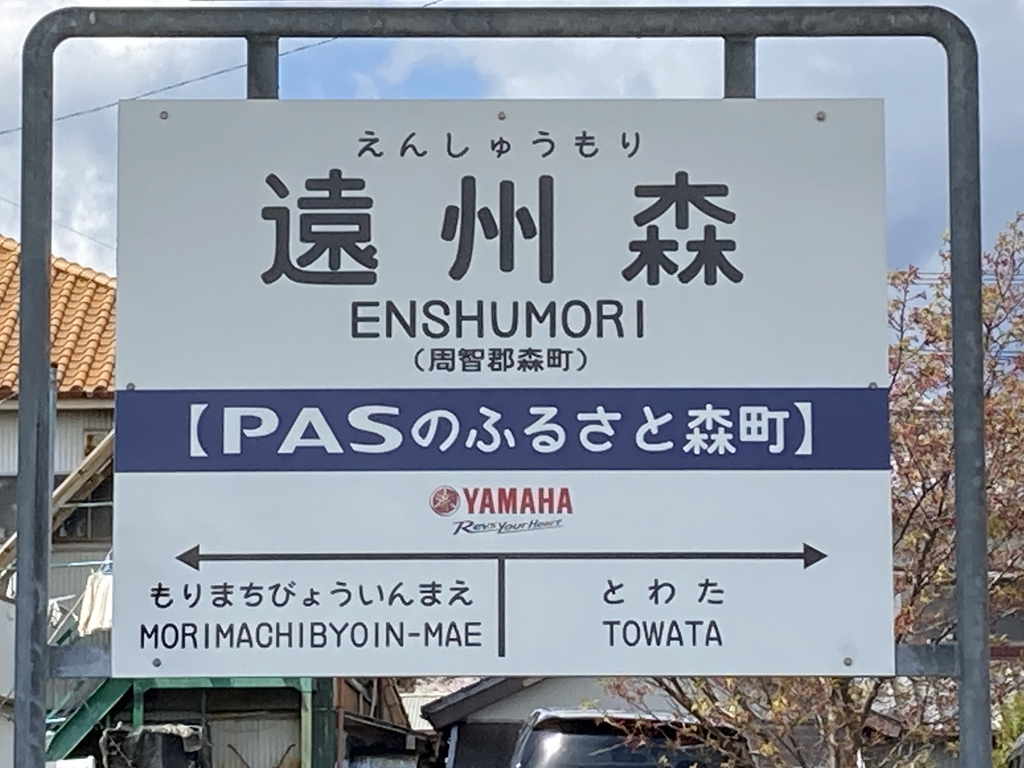 えんしゅうもり
遠州森
ENSHUMORI
（周智郡森町）
【PASのふるさと森町】
YAMAHA
Revs Your Heart
もりまちびょういんまえ とわた
MORIMACHIBYOIN-MAE TOWATA